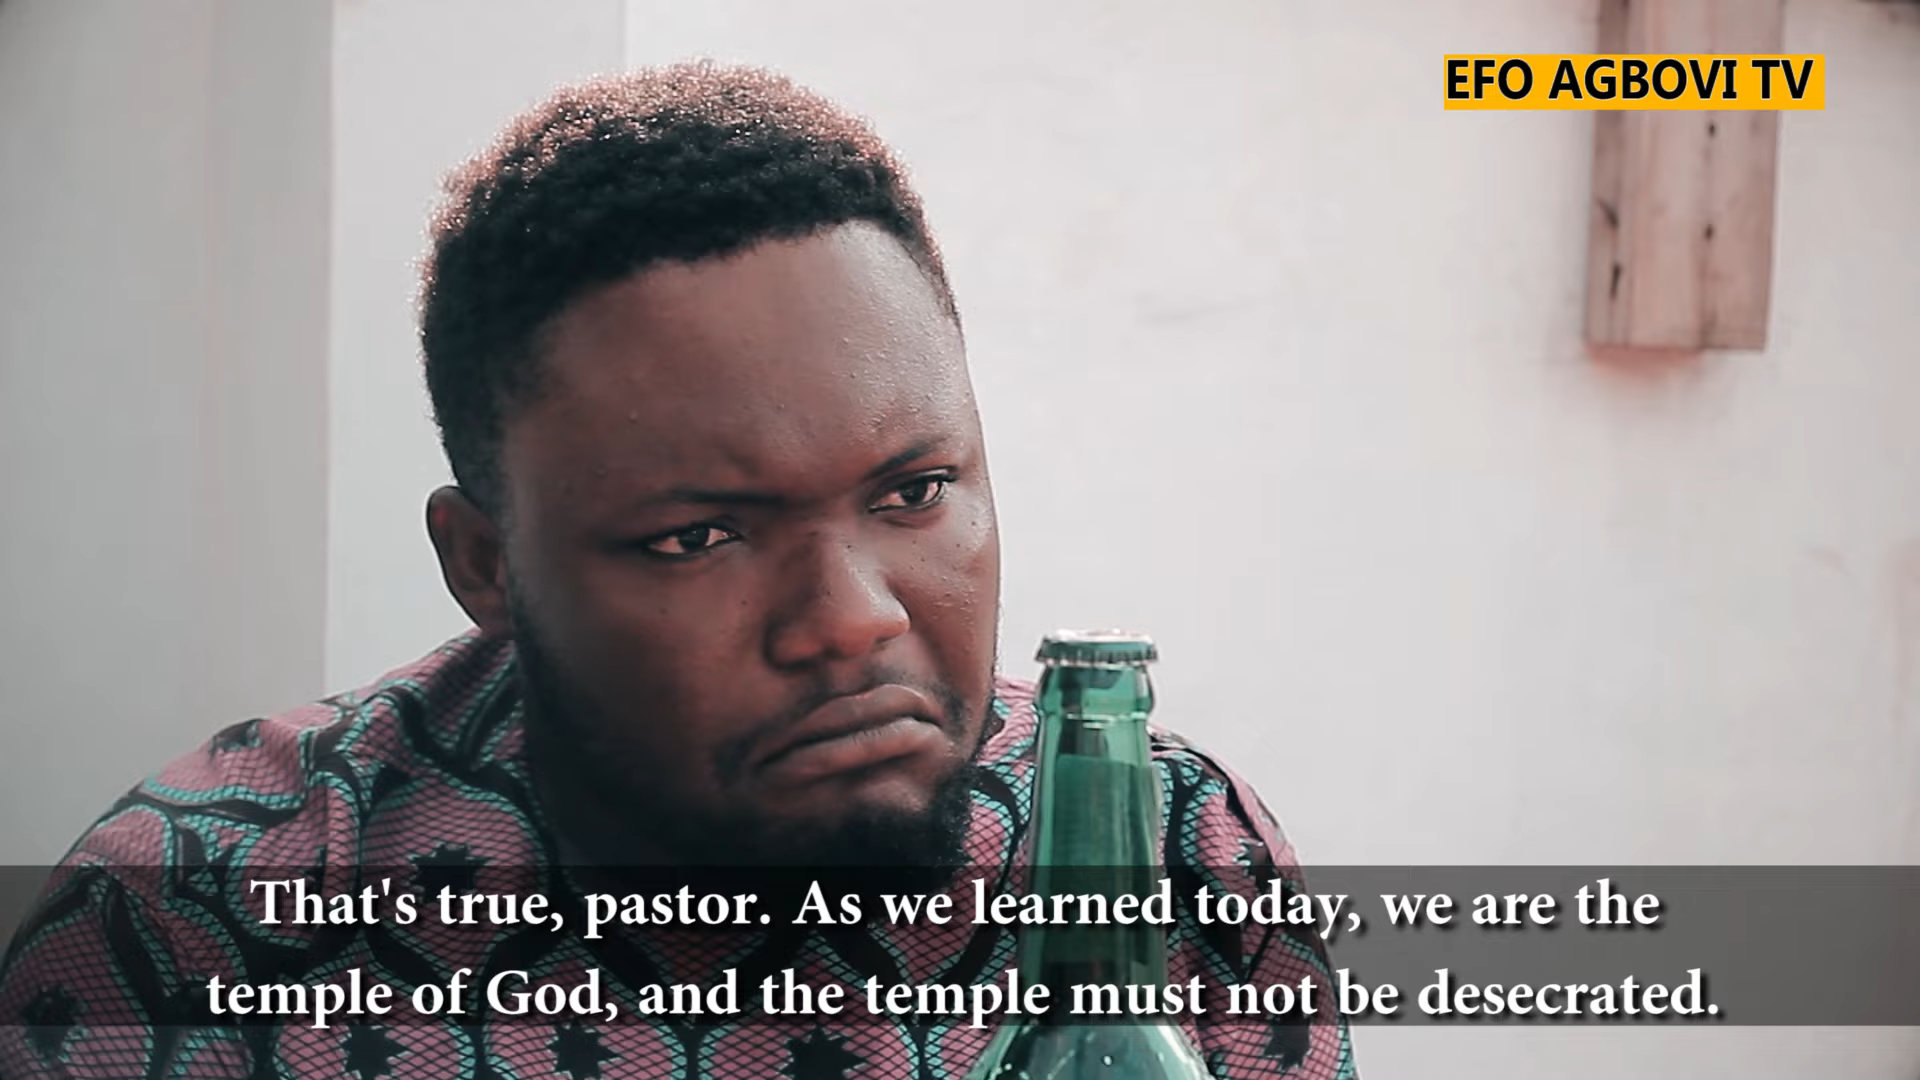 EFO AGBOVI TV
That's true, pastor. As we learned today, we are the
temple of God, and the temple must not be desecrated.